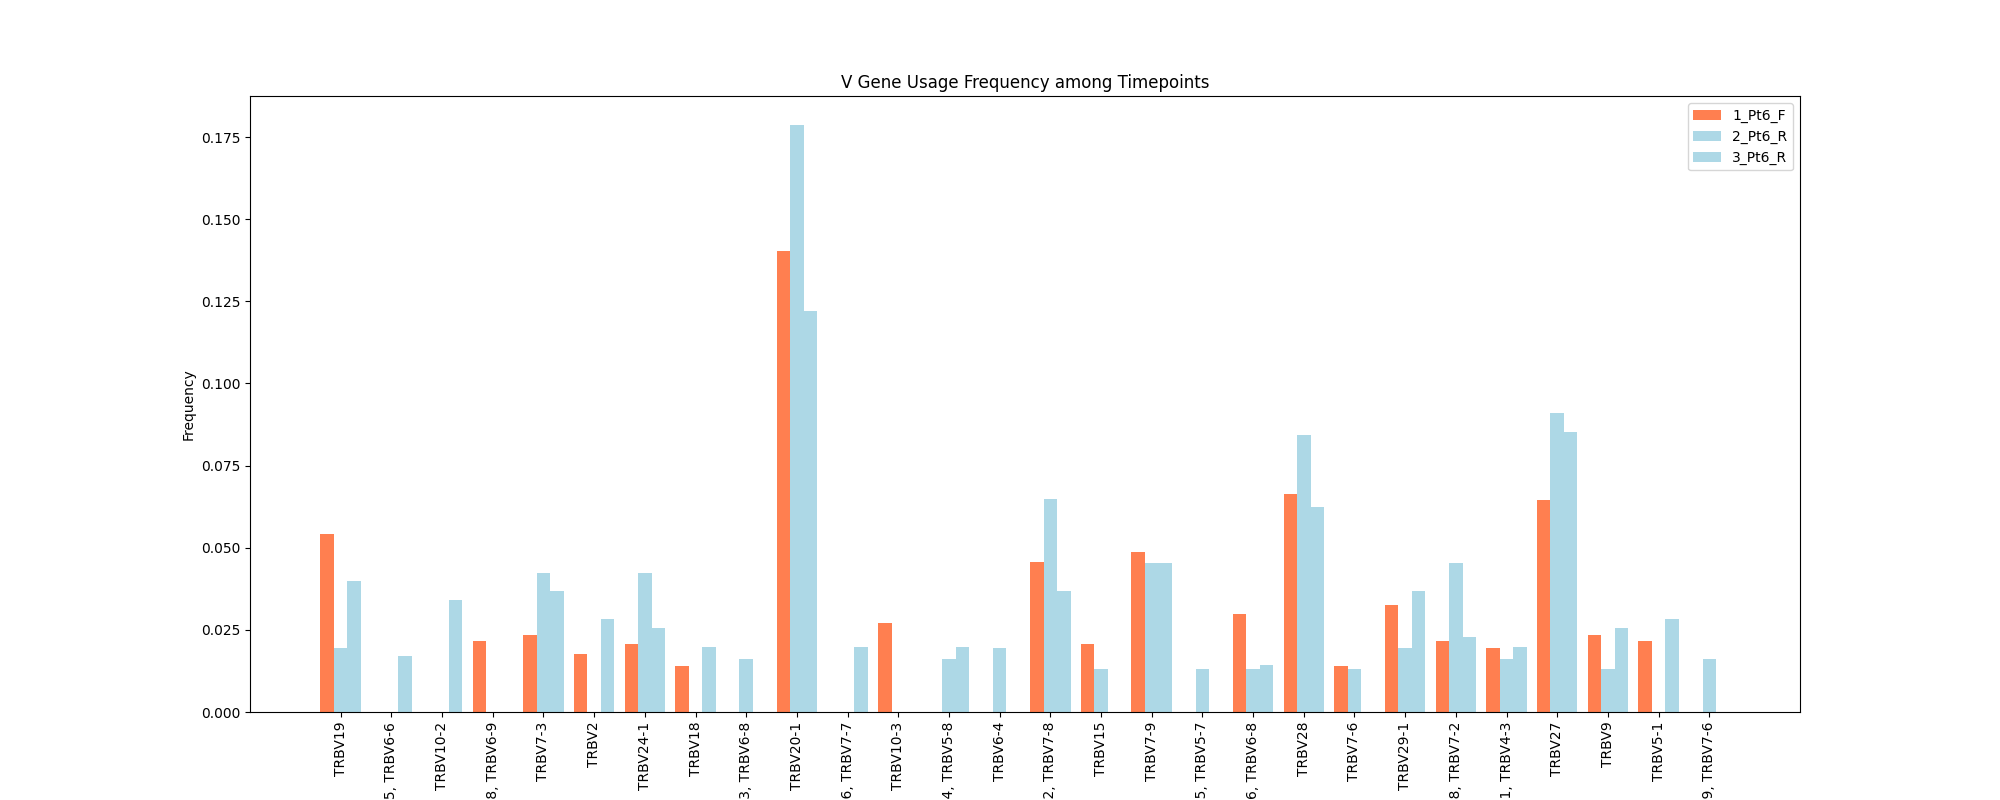 V Gene Usage Frequency among Timepoints
1_Pt6_F
2_Pt6_R
3_Pt6_R
Frequency
0.175
0.150
0.125
0.100
0.075
0.050
0.025
0.000
TRBV19
5, TRBV6-6
TRBV10-2
8, TRBV6-9
TRBV7-3
TRBV2
TRBV24-1
TRBV18
3, TRBV6-8
TRBV20-1
6, TRBV7-7
TRBV10-3
4, TRBV5-8
TRBV6-4
2, TRBV7-8
TRBV15
TRBV7-9
5, TRBV5-7
6, TRBV6-8
TRBV28
TRBV7-6
TRBV29-1
8, TRBV7-2
1, TRBV4-3
TRBV27
TRBV9
TRBV5-1
9, TRBV7-6